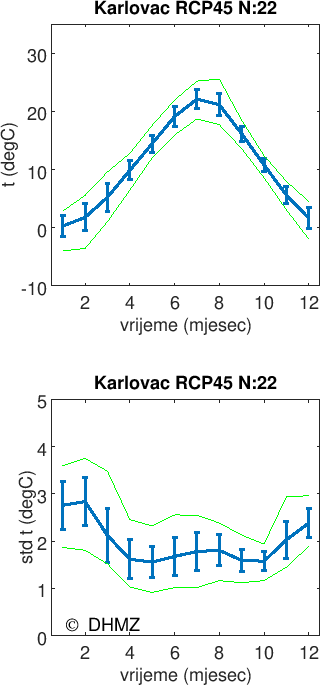 Karlovac RCP45 N:22
30
20
10
0
-10
t (degC)
2 4 6 8 10 12
vrijeme (mjesec)
Karlovac RCP45 N:22
5
4
3
2
1
0
std t (degC)
© DHMZ
2 4 6 8 10 12
vrijeme (mjesec)